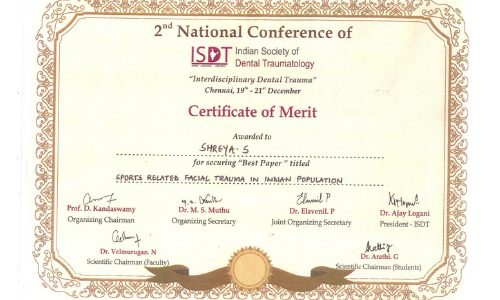 2nd National Conference of
ISDT Indian Society of
Dental Traumatology
"Interdisciplinary Dental Trauma"
Chennai, 19th - 21st December
Certificate of Merit
Awarded to
SHREYA. S
for securing "Best Paper" titled
SPORTS RELATED FACIAL TRAUMA IN INDIAN POPULATION
Prof. D. Kandaswamy Dr. M. S. Muthu Dr. Elavenil. P Dr. Ajay Logani
Organizing Chairman Organizing Secretary Joint Organizing Secretary President - ISDT
Dr. Velmurugan. N Dr. Arathi. G
Scientific Chairman (Faculty) Scientific Chairman (Students)